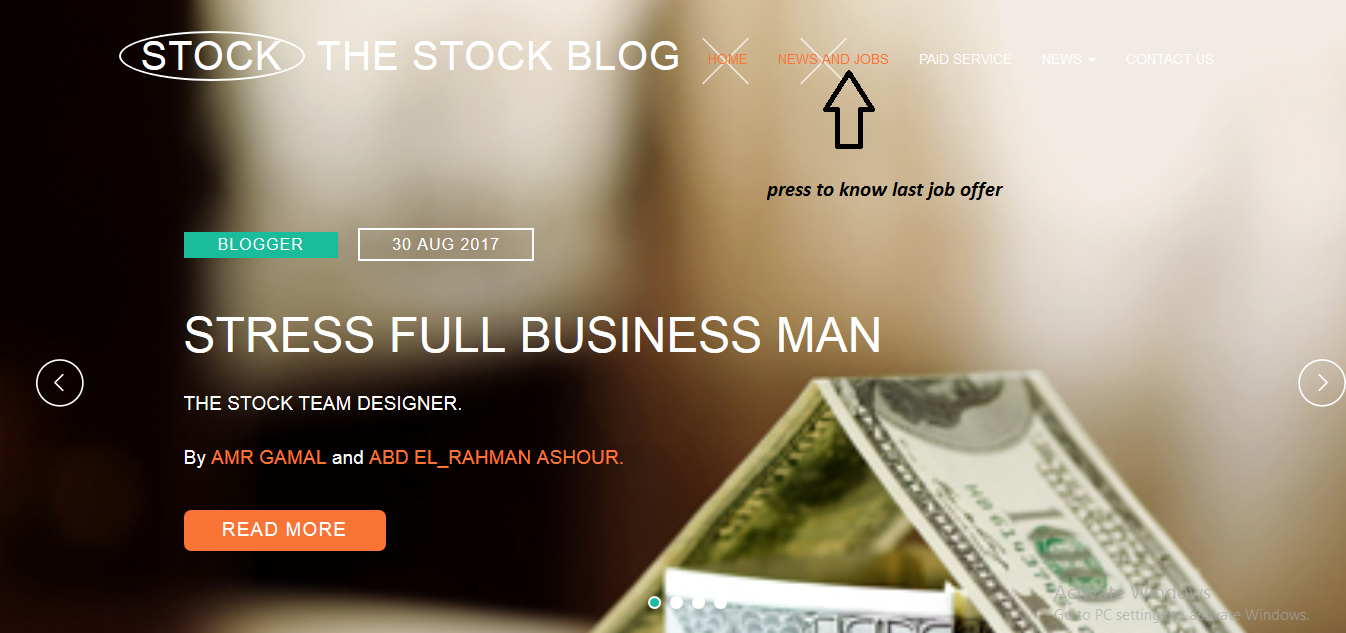 STOCK THE STOCK BLOG
HOME NEWS AND JOBS PAID SERVICE NEWS CONTACT US
press to know last job offer
BLOGGER 30 AUG 2017
STRESS FULL BUSINESS MAN
THE STOCK TEAM DESIGNER.
By AMR GAMAL and ABD EL_RAHMAN ASHOUR.
READ MORE
Activate Windows
Go to PC settings to activate Windows.